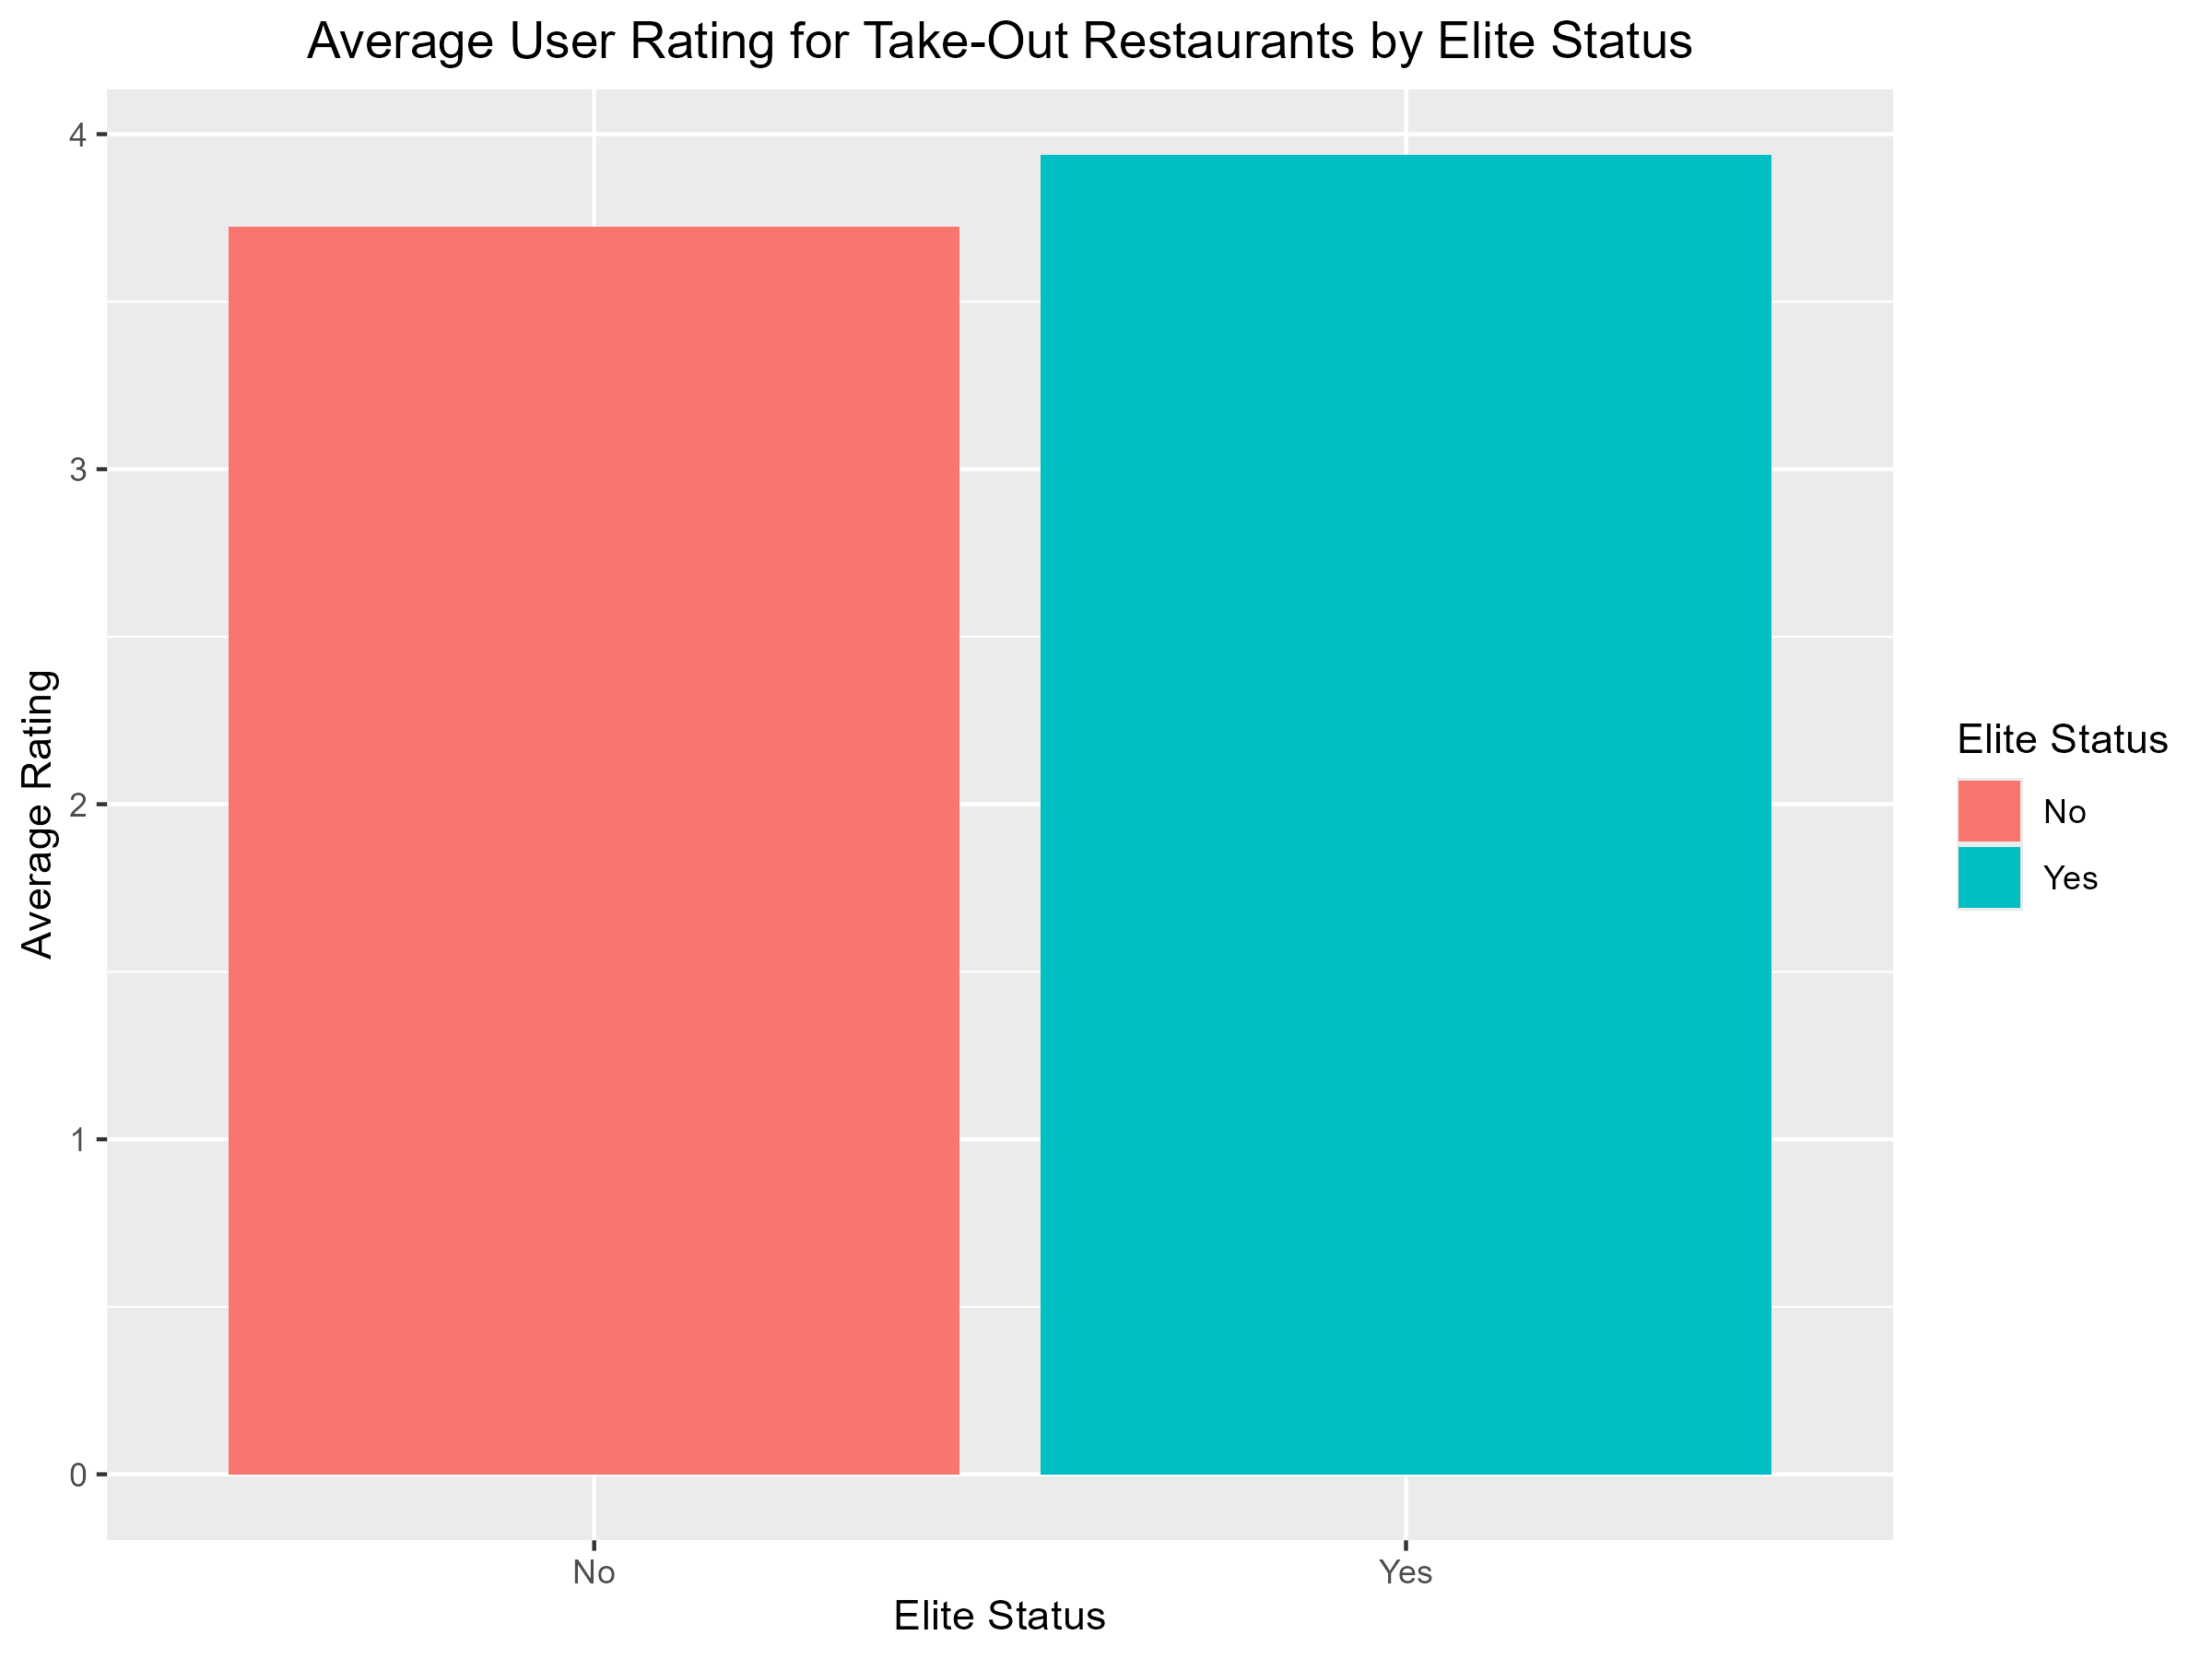 Average User Rating for Take-Out Restaurants by Elite Status
4
3
2
1
0
Average Rating
No
Yes
Elite Status
Elite Status
No
Yes